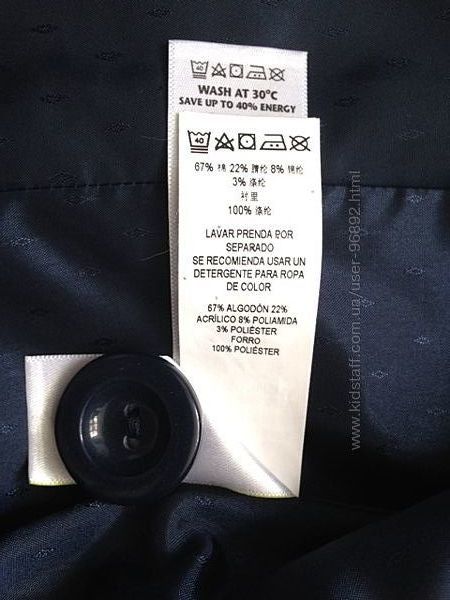 40
WASH AT 30°C
SAVE UP TO 40% ENERGY
40
67% 棉 22% 腈纶 8% 锦纶
3% 涤纶
衬里
100% 涤纶
LAVAR PRENDA POR
SEPARADO
SE RECOMIENDA USAR UN
DETERGENTE PARA ROPA
DE COLOR
67% ALGODÓN 22%
ACRÍLICO 8% POLIAMIDA
3% POLIÉSTER
FORRO
100% POLIÉSTER
www.kidstaff.com.ua/user-96892.html